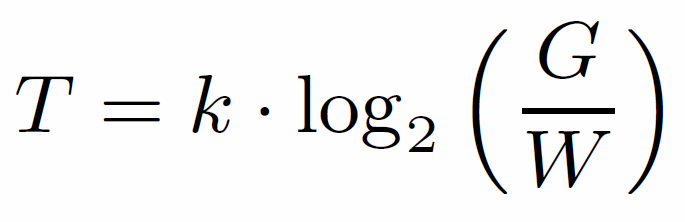 T = k · log₂ (G/W)